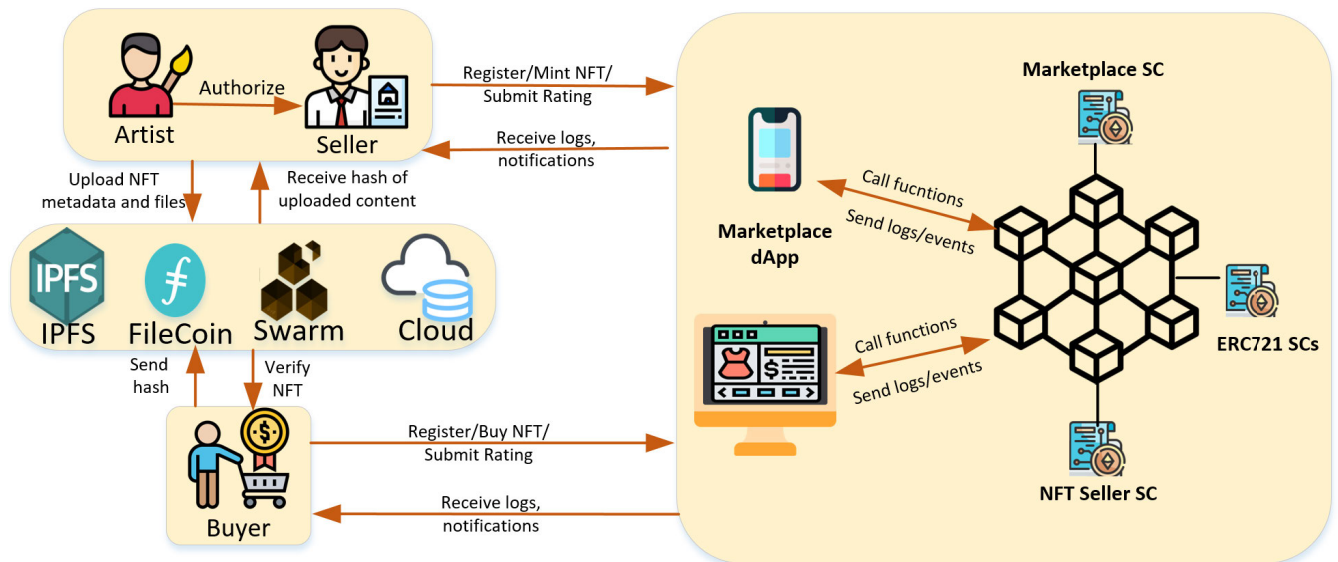 Authorize
Artist
Seller
Register/Mint NFT/
Submit Rating
Receive logs,
notifications
Upload NFT
metadata and files
Receive hash of
uploaded content
IPFS
IPFS
FileCoin
Swarm
Cloud
Send
hash
Verify
NFT
Buyer
Register/Buy NFT/
Submit Rating
Receive logs,
notifications
Marketplace SC
Marketplace
dApp
Call fucntions
Send logs/events
Call functions
Send logs/events
$
$
ERC721 SCs
NFT Seller SC